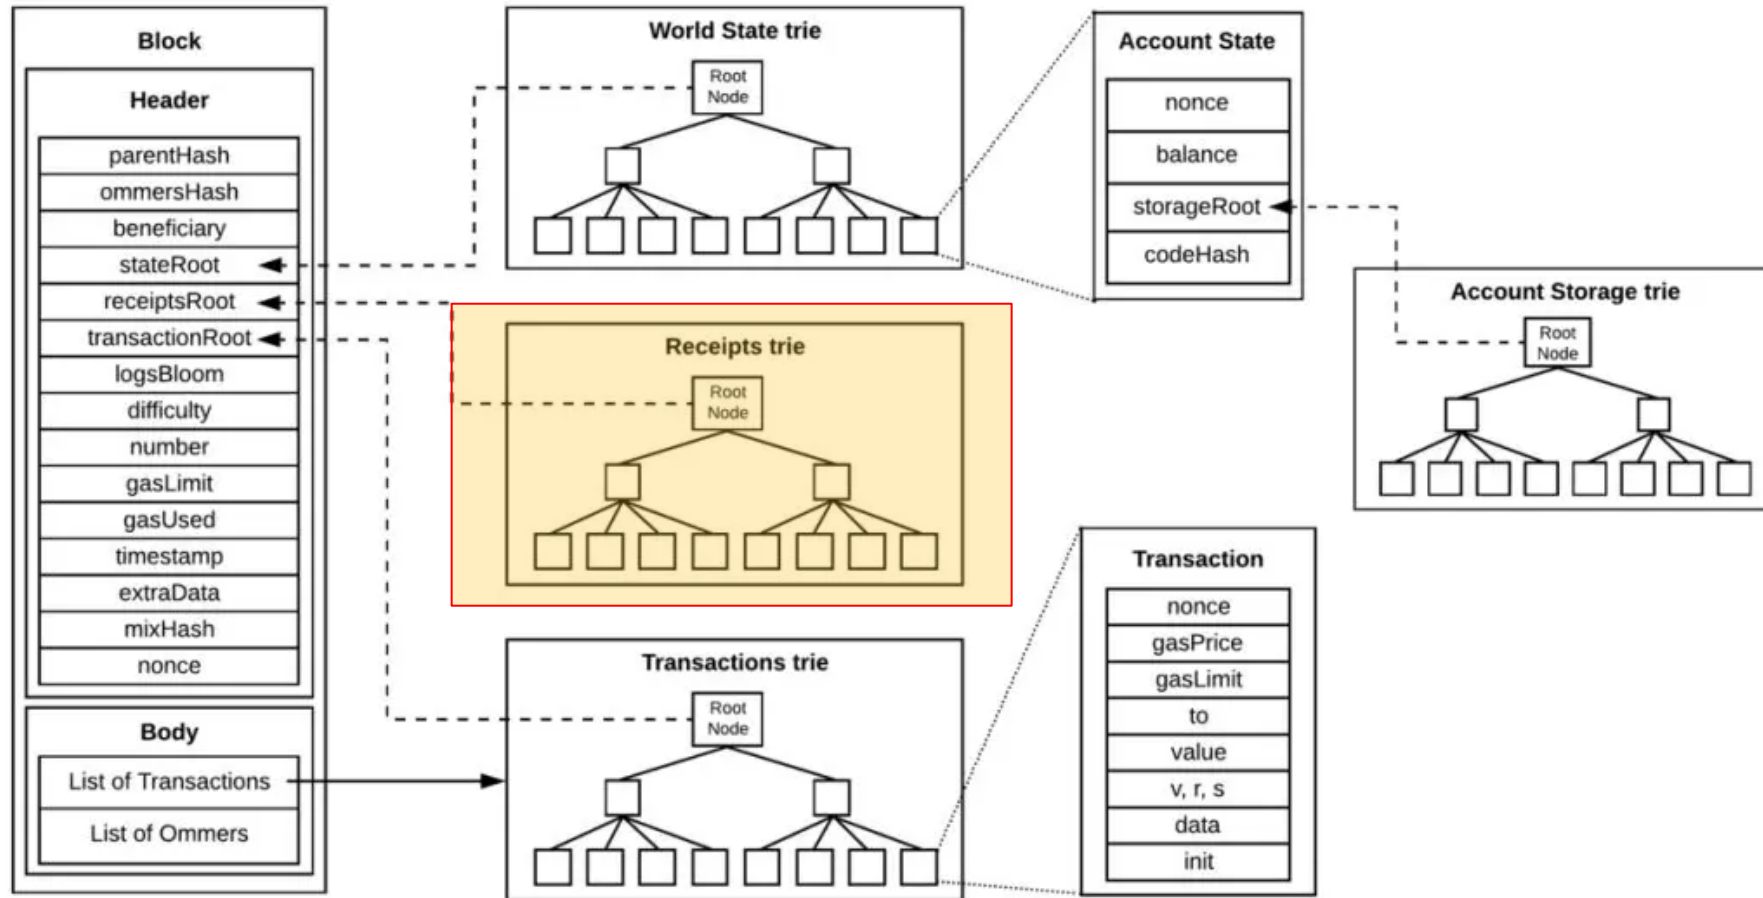 Block
Header
parentHash
ommersHash
beneficiary
stateRoot
receiptsRoot
transactionRoot
logsBloom
difficulty
number
gasLimit
gasUsed
timestamp
extraData
mixHash
nonce
Body
List of Transactions
List of Ommers
World State trie
Root
Node
Receipts trie
Root
Node
Transactions trie
Root
Node
Account State
nonce
balance
storageRoot
codeHash
Account Storage trie
Root
Node
Transaction
nonce
gasPrice
gasLimit
to
value
v, r, s
data
init